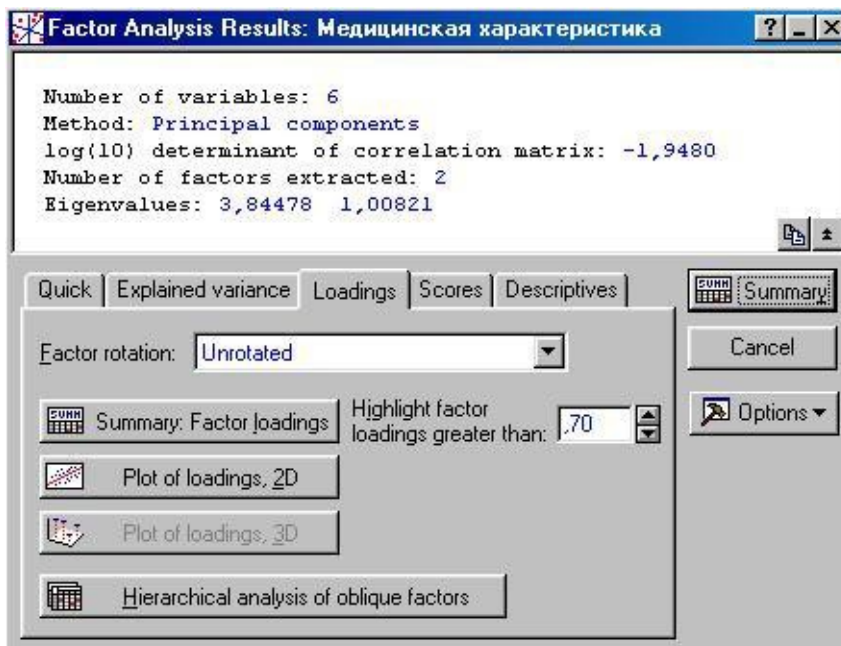 Factor Analysis Results: Медицинская характеристика
Number of variables: 6
Method: Principal components
log(10) determinant of correlation matrix: -1,9480
Number of factors extracted: 2
Eigenvalues: 3,84478 1,00821
Quick Explained variance Loadings Scores Descriptives
SUMM Summary
Factor rotation: Unrotated
Cancel
SUMM Summary: Factor loadings
Highlight factor
loadings greater than: ,70
Options
Plot of loadings, 2D
Plot of loadings, 3D
Hierarchical analysis of oblique factors